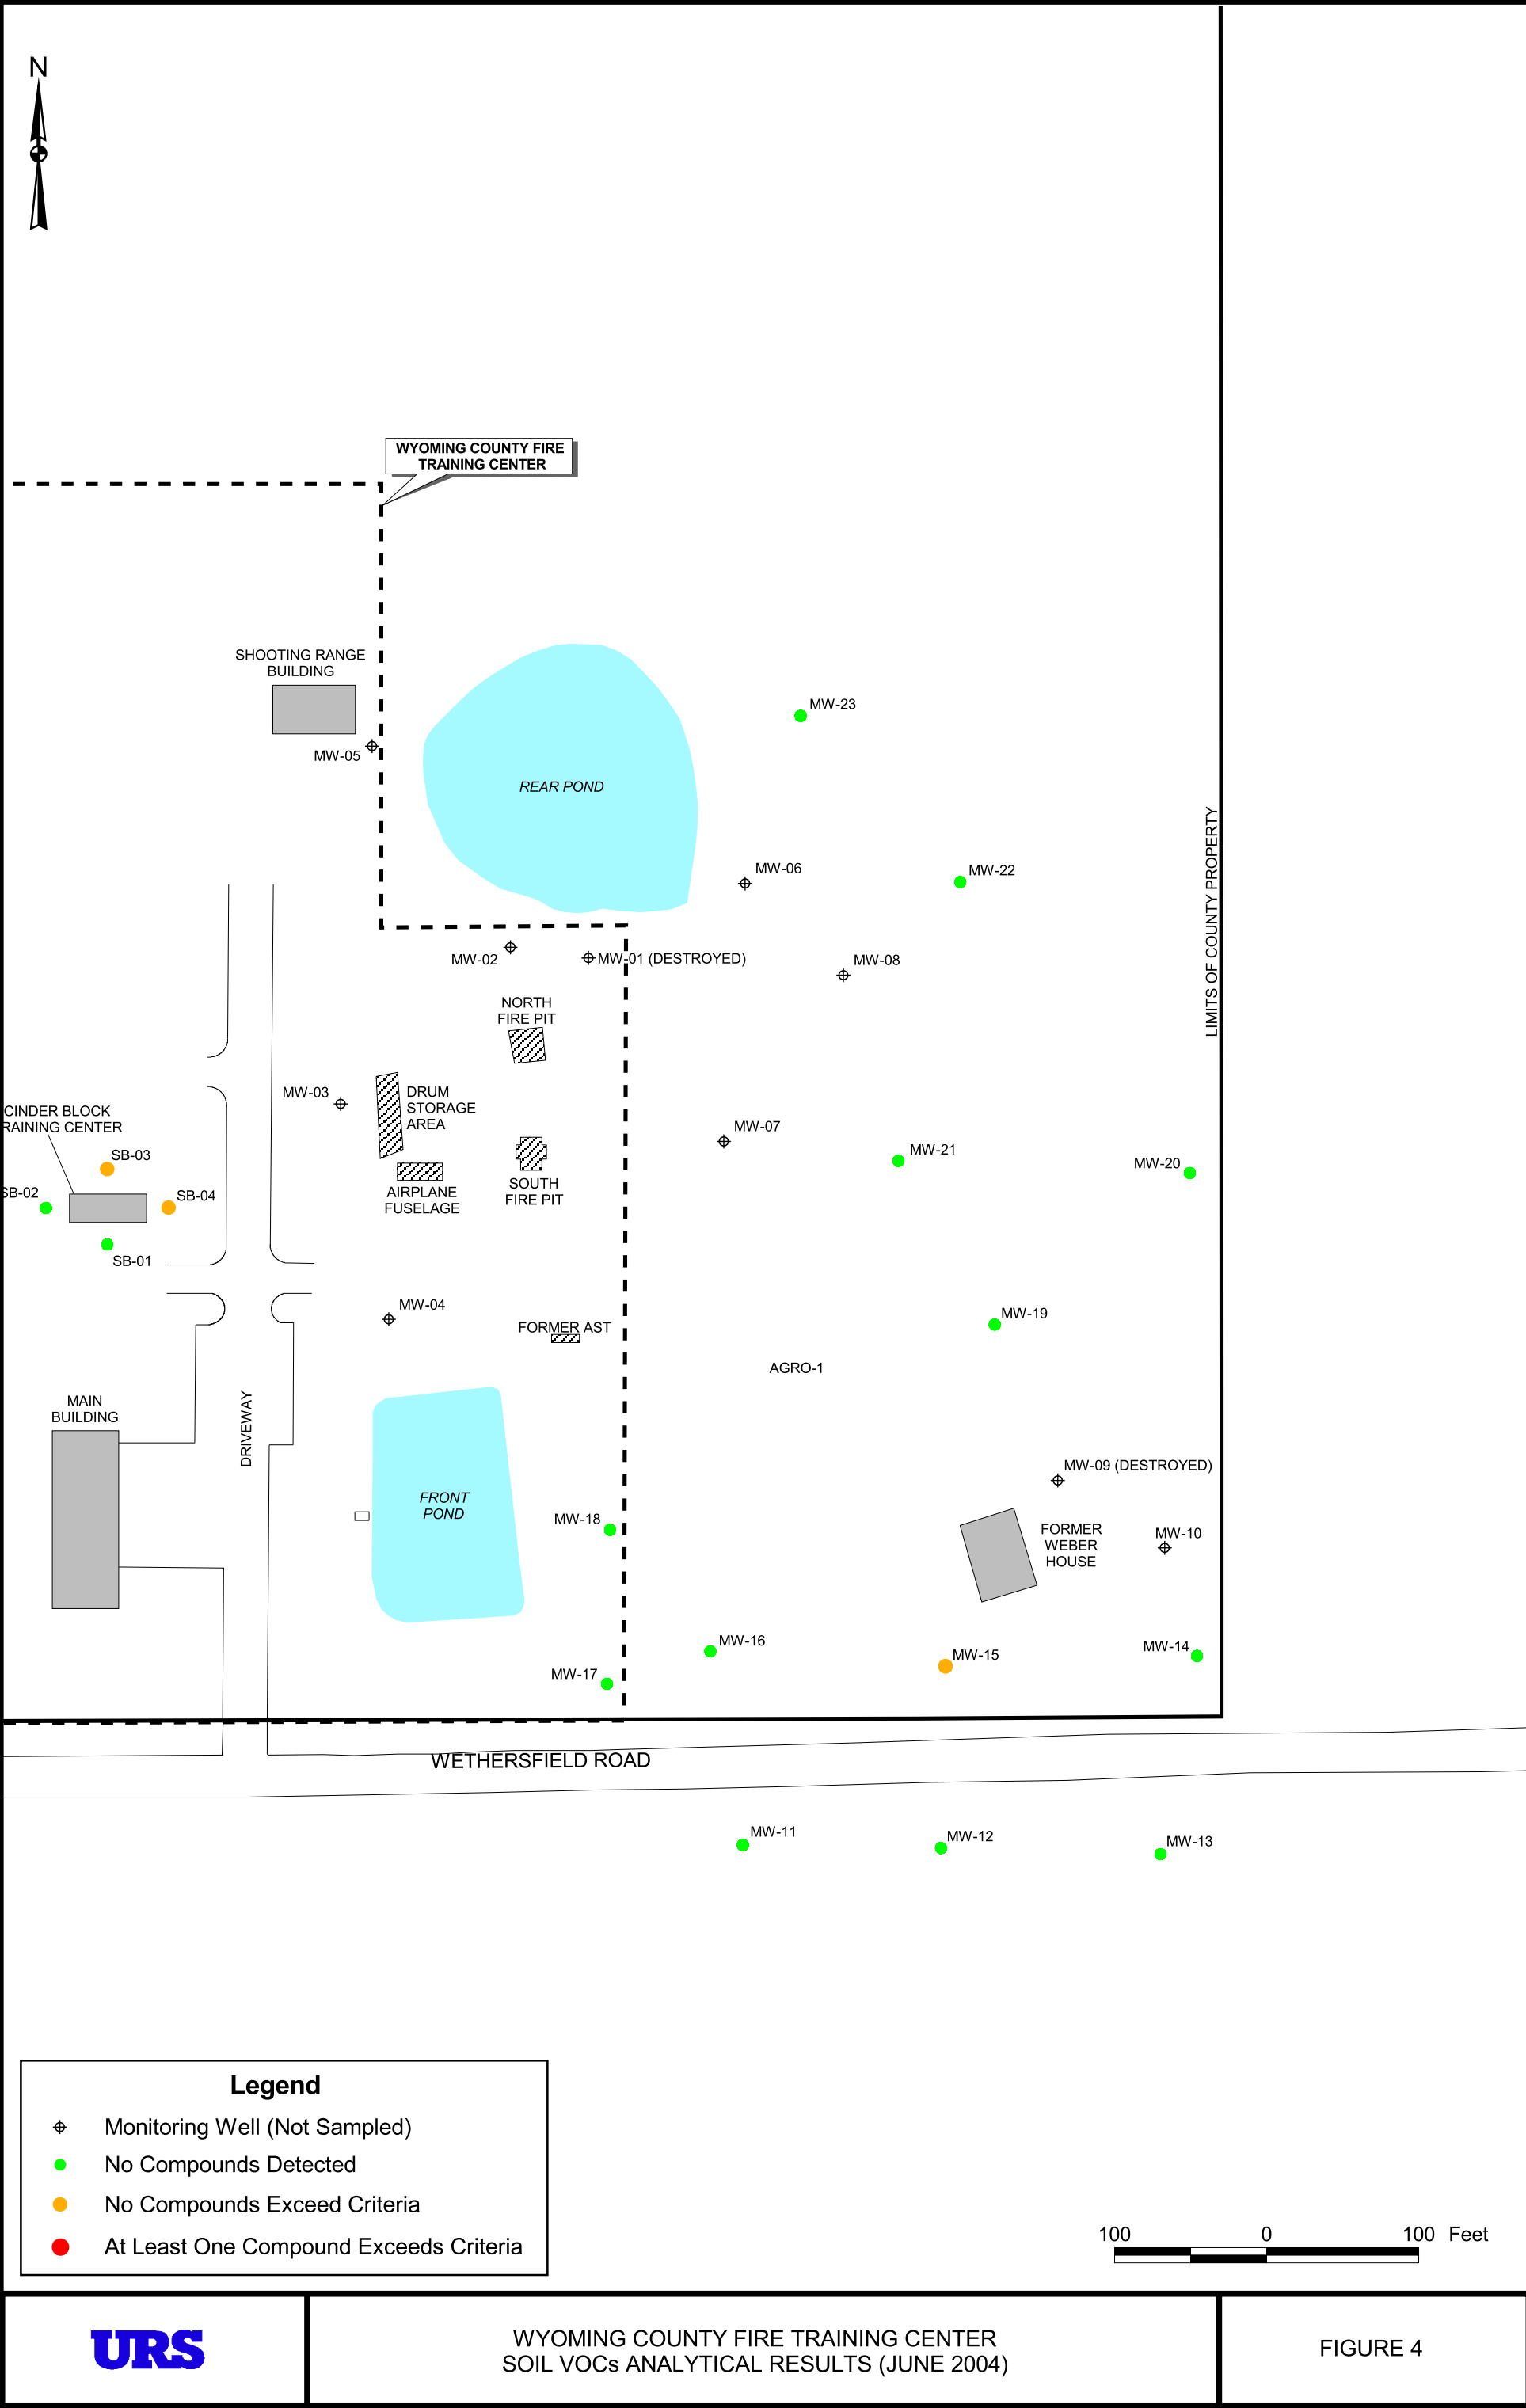 N
WYOMING COUNTY FIRE
TRAINING CENTER
SHOOTING RANGE
BUILDING
MW-23
MW-05
REAR POND
MW-06
MW-22
LIMITS OF COUNTY PROPERTY
MW-02
MW-01 (DESTROYED)
MW-08
NORTH
FIRE PIT
MW-03
DRUM
STORAGE
AREA
CINDER BLOCK
RAINING CENTER
MW-07
SB-03
MW-21
MW-20
SB-02
SB-04
AIRPLANE
FUSELAGE
SOUTH
FIRE PIT
SB-01
MW-04
FORMER AST
MW-19
AGRO-1
MAIN
BUILDING
DRIVEWAY
MW-09 (DESTROYED)
FRONT
POND
MW-18
FORMER
WEBER
HOUSE
MW-10
MW-16
MW-15
MW-14
MW-17
WETHERSFIELD ROAD
MW-11
MW-12
MW-13
Legend
Monitoring Well (Not Sampled)
No Compounds Detected
No Compounds Exceed Criteria
At Least One Compound Exceeds Criteria
100 0 100 Feet
URS
WYOMING COUNTY FIRE TRAINING CENTER
SOIL VOCs ANALYTICAL RESULTS (JUNE 2004)
FIGURE 4